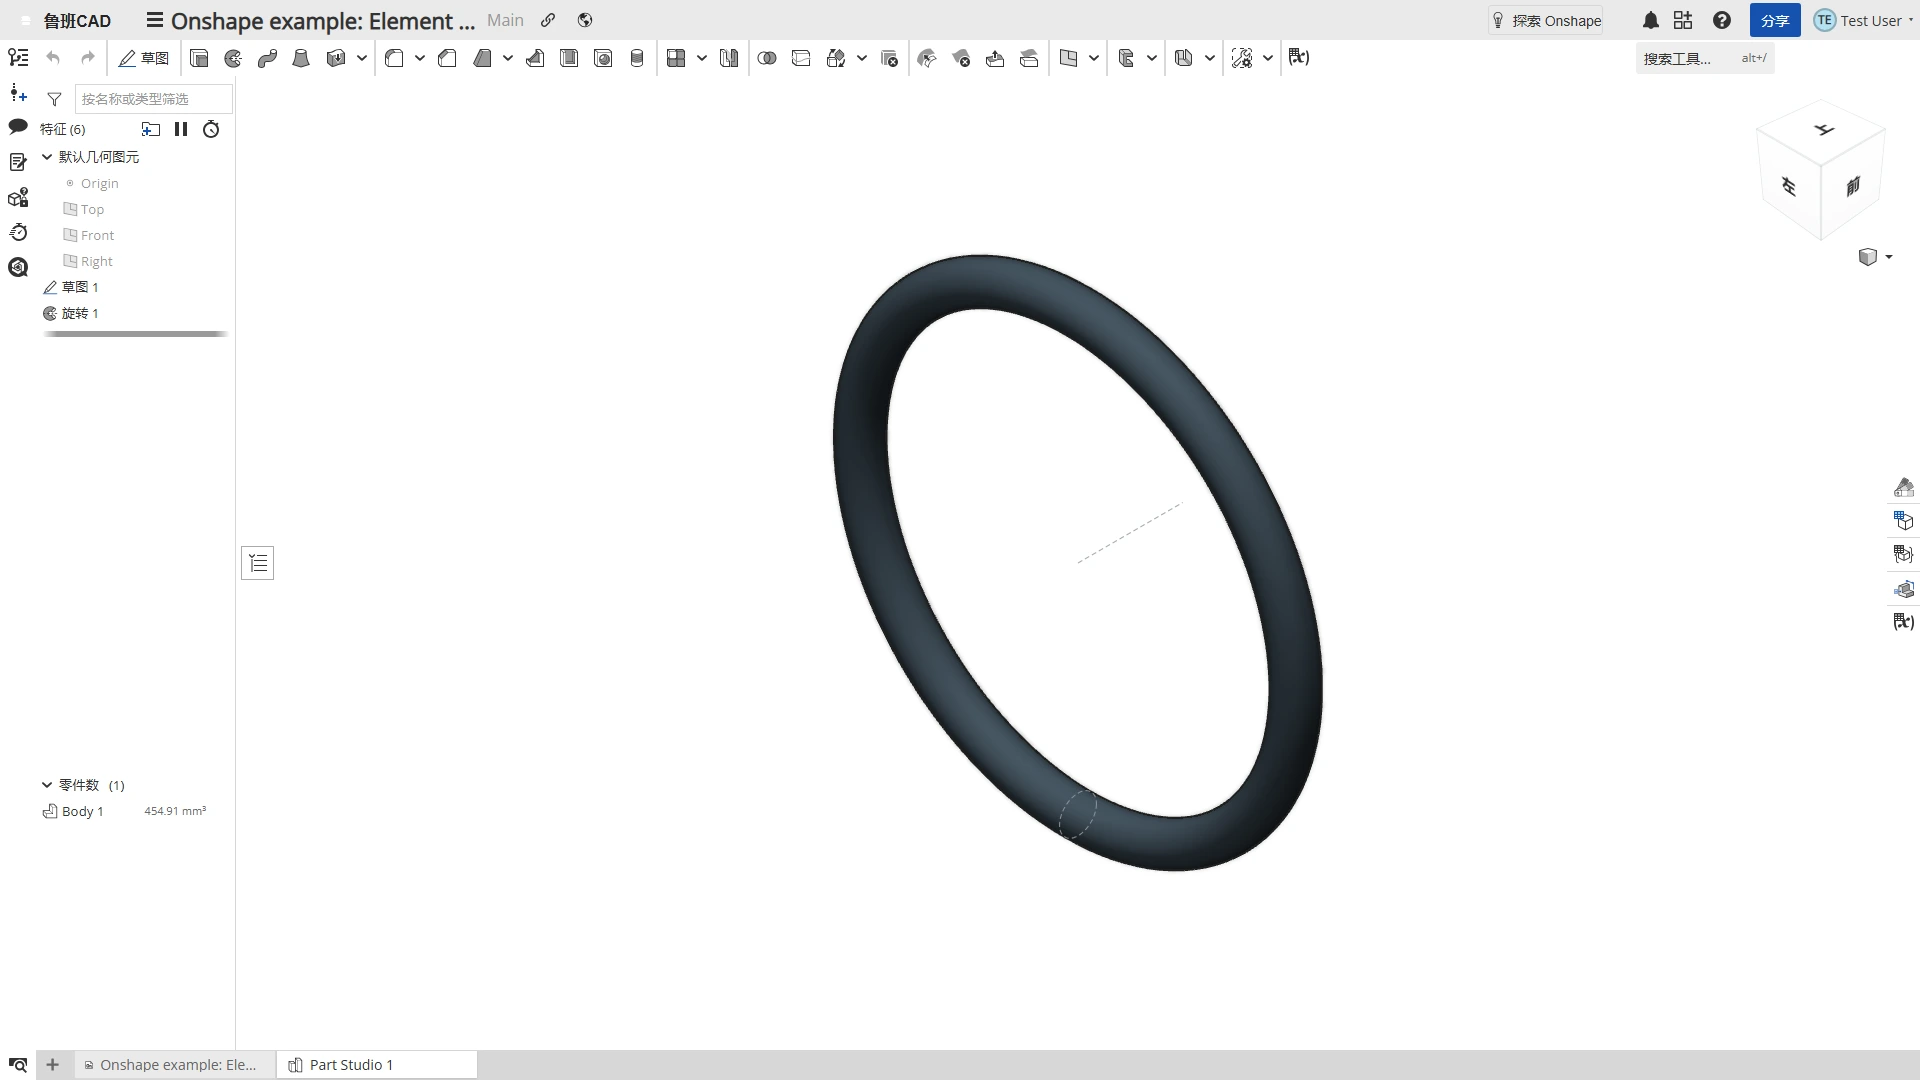 鲁班CAD
Onshape example: Element ...
Main
探索 Onshape
分享
TE
Test User
草图
搜索工具...
alt+/
按名称或类型筛选
特征 (6)
默认几何图元
Origin
Top
Front
Right
草图 1
旋转 1
上
左
前
零件数 (1)
Body 1
454.91 mm³
Onshape example: Ele...
Part Studio 1